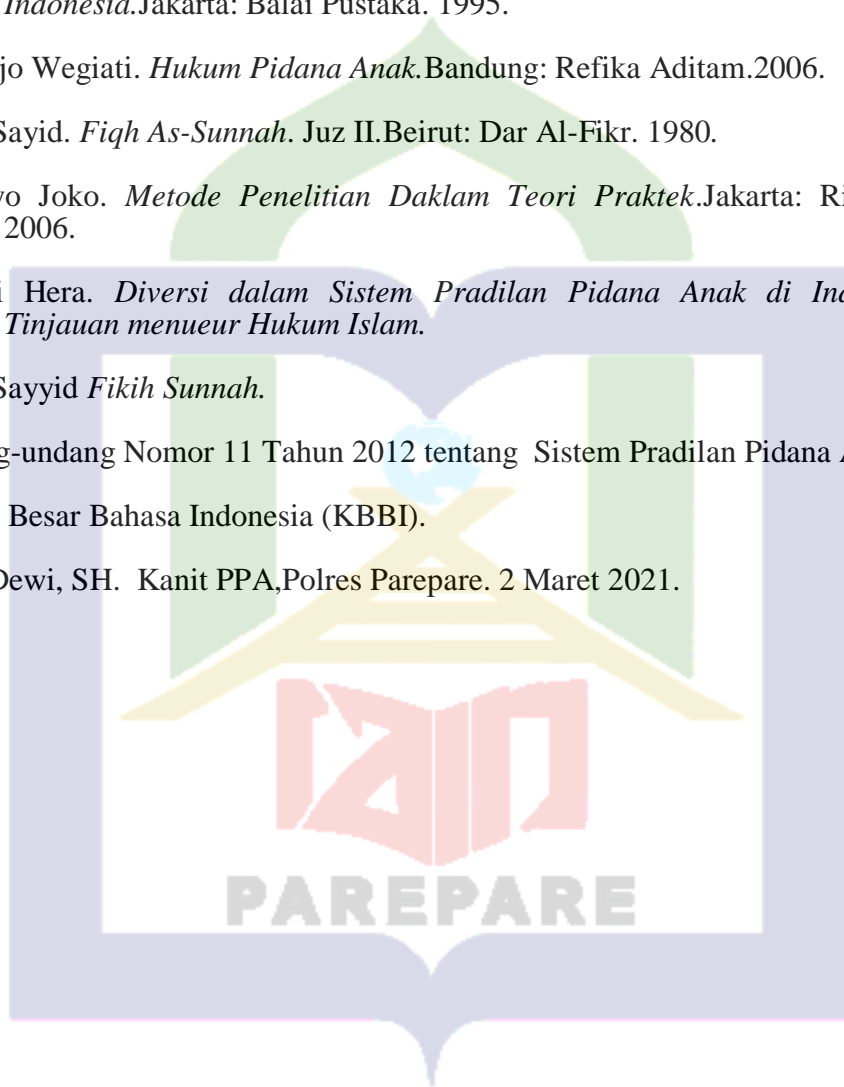 Indonesia.Jakarta: Balai Pustaka. 1995.
jo Wegiati. Hukum Pidana Anak.Bandung: Refika Aditam.2006.
Sayid. Fiqh As-Sunnah. Juz II.Beirut: Dar Al-Fikr. 1980.
Joko. Metode Penelitian Daklam Teori Praktek.Jakarta: Ri
2006.
i Hera. Diversi dalam Sistem Pradilan Pidana Anak di In
Tinjauan menueur Hukum Islam.
Sayyid Fikih Sunnah.
g-undang Nomor 11 Tahun 2012 tentang Sistem Pradilan Pidana A
Besar Bahasa Indonesia (KBBI).
Dewi, SH. Kanit PPA,Polres Parepare. 2 Maret 2021.
iain
PAREPARE